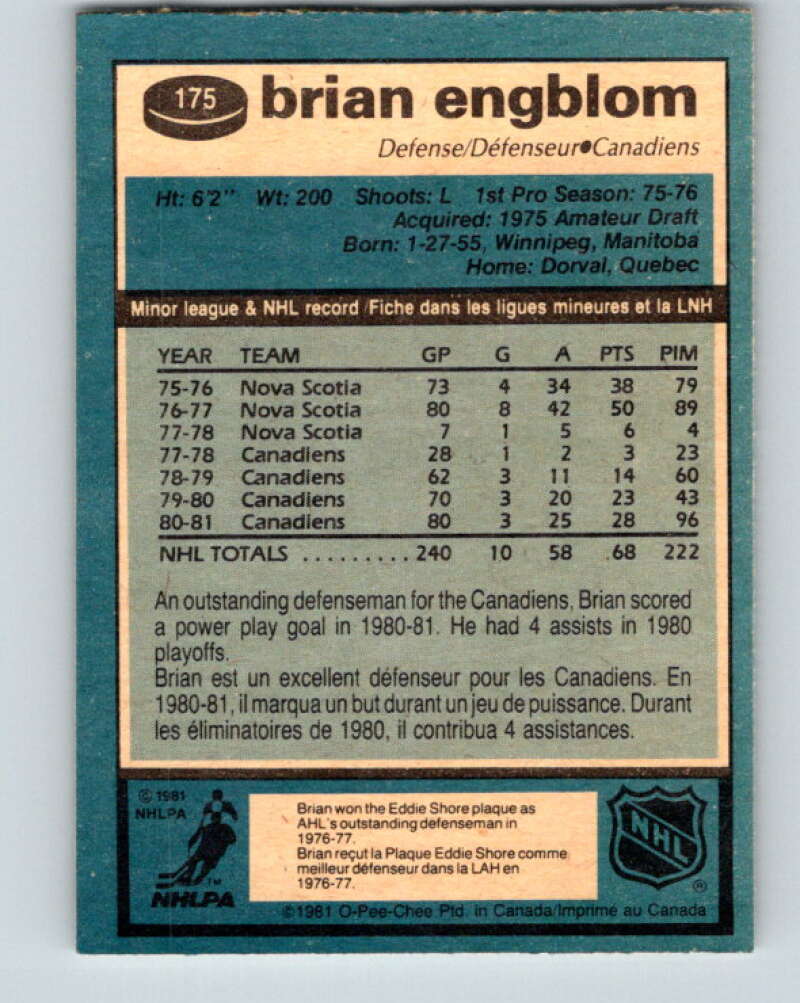 175 brian engblom
Defense/Défenseur●Canadiens
Ht: 6'2" Wt: 200 Shoots: L 1st Pro Season: 75-76
Acquired: 1975 Amateur Draft
Born: 1-27-55, Winnipeg, Manitoba
Home: Dorval, Quebec
Minor league & NHL record/Fiche dans les ligues mineures et la LNH
YEAR TEAM GP G A PTS PIM
75-76 Nova Scotia 73 4 34 38 79
76-77 Nova Scotia 80 8 42 50 89
77-78 Nova Scotia 7 1 5 6 4
77-78 Canadiens 28 1 2 3 23
78-79 Canadiens 62 3 11 14 60
79-80 Canadiens 70 3 20 23 43
80-81 Canadiens 80 3 25 28 96
NHL TOTALS ......... 240 10 58 68 222
An outstanding defenseman for the Canadiens, Brian scored
a power play goal in 1980-81. He had 4 assists in 1980
playoffs.
Brian est un excellent défenseur pour les Canadiens. En
1980-81, il marqua un but durant un jeu de puissance. Durant
les éliminatoires de 1980, il contribua 4 assistances.
© 1981
NHLPA
Brian won the Eddie Shore plaque as
AHL's outstanding defenseman in
1976-77.
Brian reçut la Plaque Eddie Shore comme
meilleur défenseur dans la LAH en
1976-77.
NHL
®
TM
NHLPA
©1981 O-Pee-Chee Ptd. in Canada/Imprimé au Canada